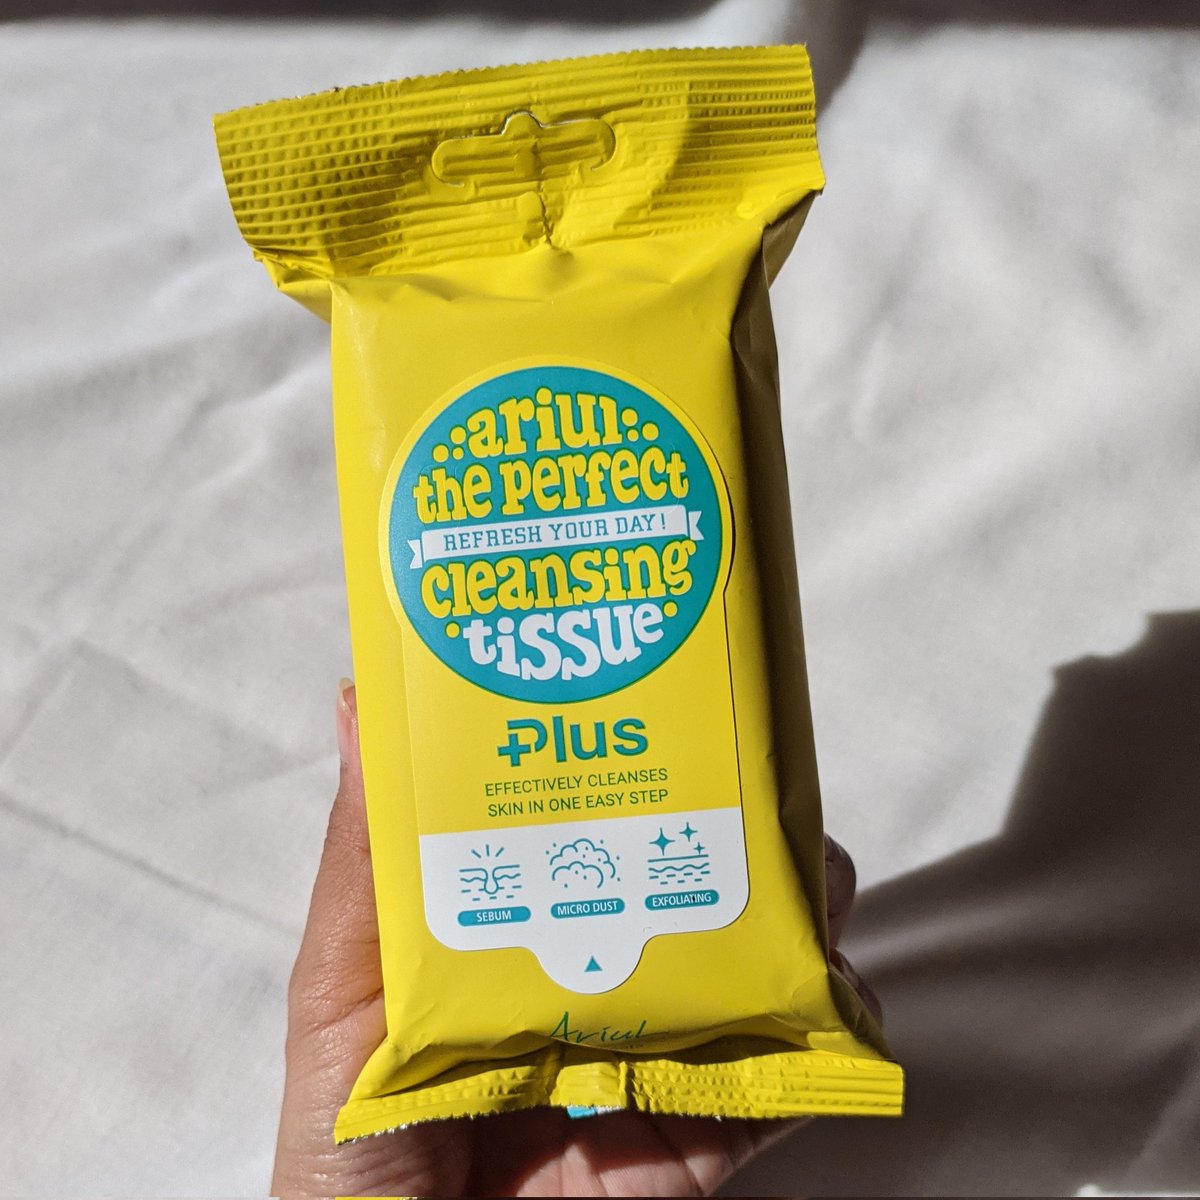 ariul
the perfect
REFRESH YOUR DAY!
cleansing
tissue
Plus
EFFECTIVELY CLEANSES
SKIN IN ONE EASY STEP
SEBUM
MICRO DUST
EXFOLIATING
Ariul